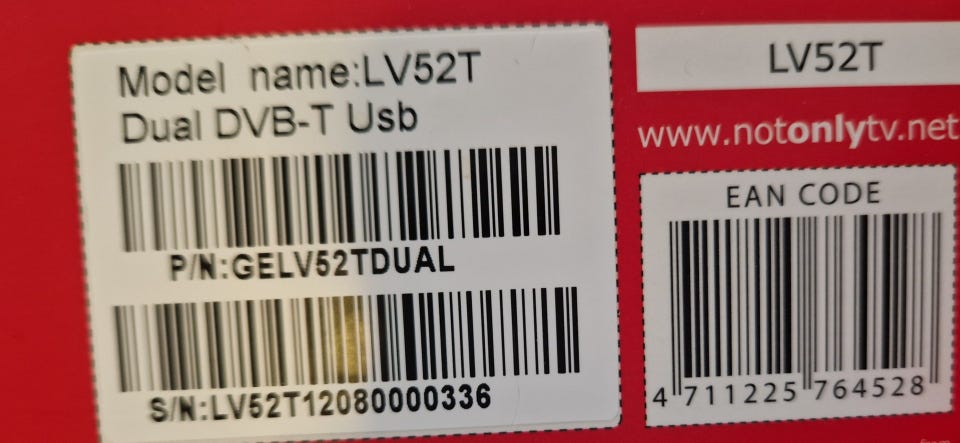 Model name:LV52T
Dual DVB-T Usb
P/N:GELV52TDUAL
S/N:LV52T12080000336
LV52T
www.notonlytv.net
EAN CODE
4 711225 764528